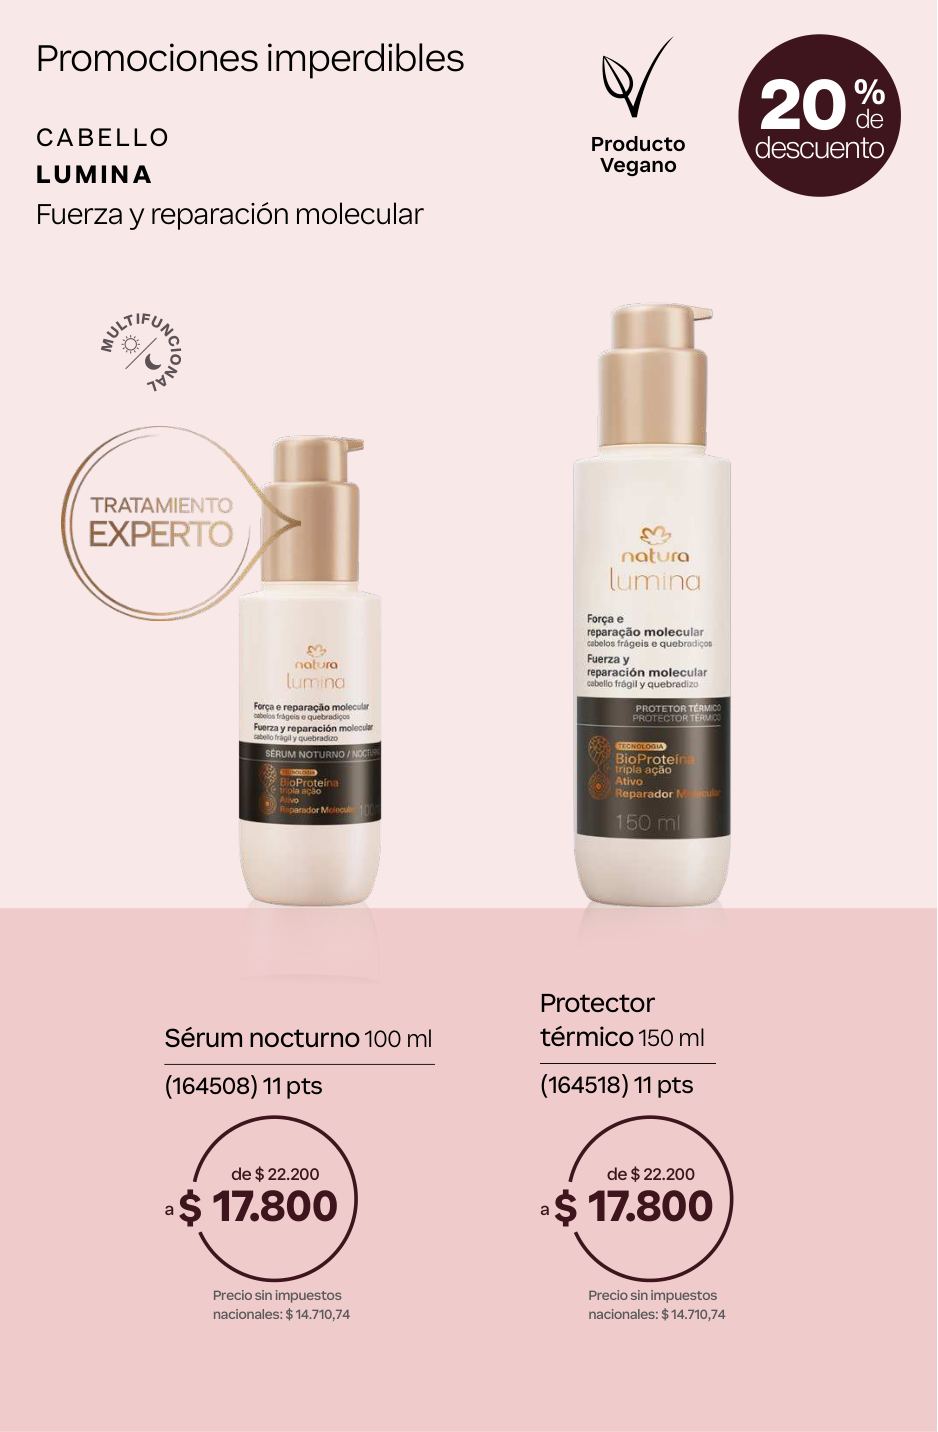 Promociones imperdibles
CABELLO
LUMINA
Fuerza y reparación molecular
Producto
Vegano
20%
de
descuento
MULTIFUNCIONAL
TRATAMIENTO
EXPERTO
natura
lumina
Força e reparação molecular
cabelos frágeis e quebradiços
Fuerza y reparación molecular
cabello frágil y quebradizo
SÉRUM NOTURNO / NOCTU
TECNOLOGIA
BioProteína
tripla ação
Ativo
Reparador Molecular 100
natura
lumina
Força e
reparação molecular
cabelos frágeis e quebradiços
Fuerza y
reparación molecular
cabello frágil y quebradizo
PROTETOR TÉRMICO
PROTECTOR TÉRMICO
TECNOLOGIA
BioProteína
tripla ação
Ativo
Reparador Molecular
150 ml
Sérum nocturno 100 ml
(164508) 11 pts
de $ 22.200
a $ 17.800
Precio sin impuestos
nacionales: $ 14.710,74
Protector
térmico 150 ml
(164518) 11 pts
de $ 22.200
a $ 17.800
Precio sin impuestos
nacionales: $ 14.710,74